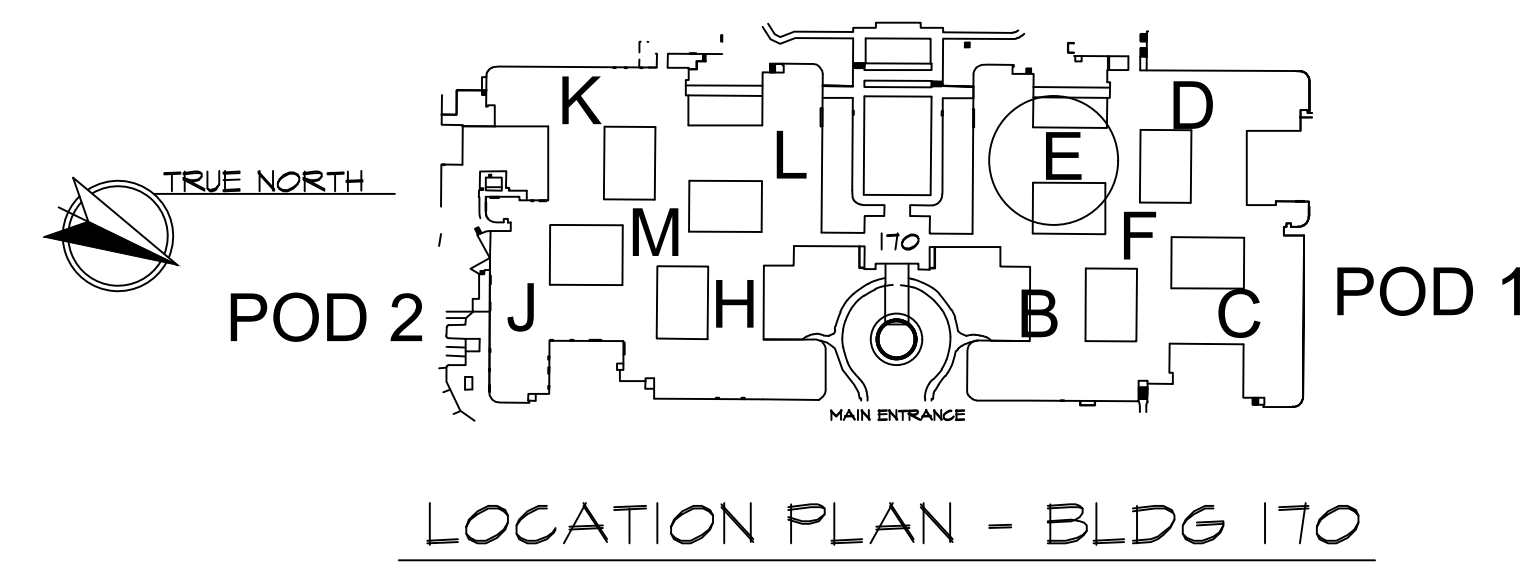 K
D
L
E
TRUE NORTH
M
170
F
POD 2
J
H
B
C
POD 1
MAIN ENTRANCE
LOCATION PLAN - BLDG 170